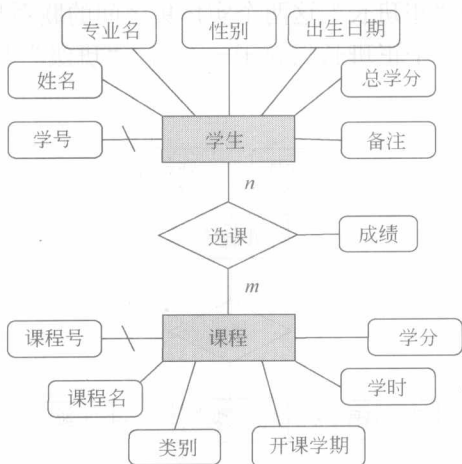 专业名
性别
出生日期
姓名
总学分
学号
学生
备注
n
选课
成绩
m
课程号
课程
学分
课程名
学时
类别
开课学期